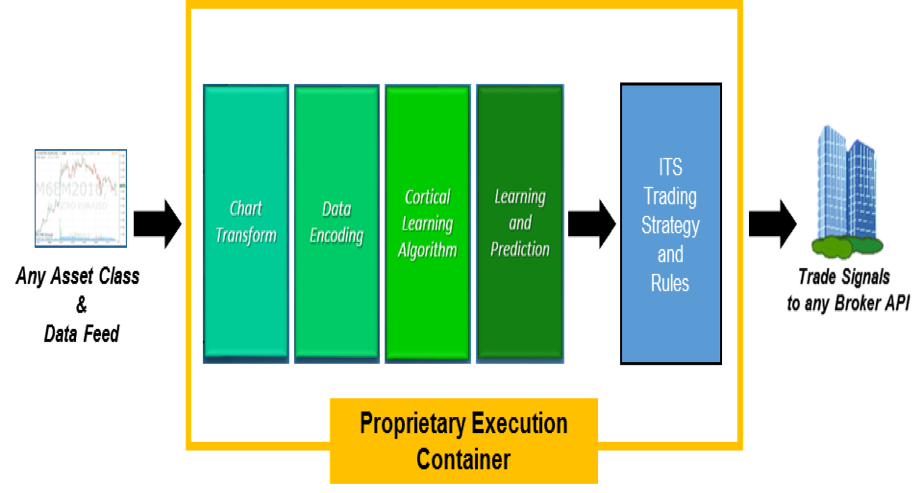 Chart
Transform
Data
Encoding
Cortical
Learning
Algorithm
Learning
and
Prediction
ITS
Trading
Strategy
and
Rules
M6EM2016,
Any Asset Class
&
Data Feed
Trade Signals
to any Broker API
Proprietary Execution
Container